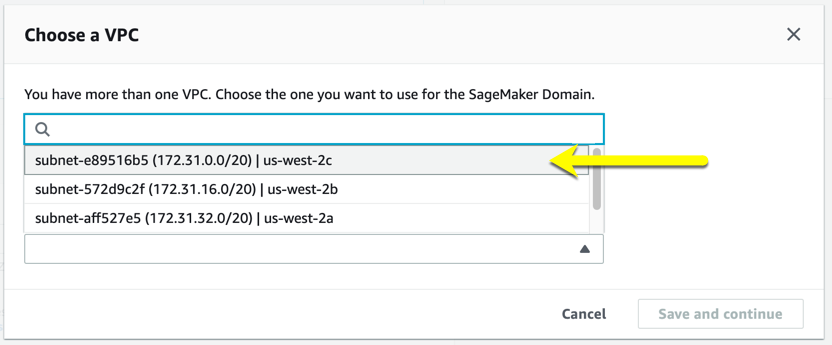 Choose a VPC
You have more than one VPC. Choose the one you want to use for the SageMaker Domain.
subnet-e89516b5 (172.31.0.0/20) | us-west-2c
subnet-572d9c2f (172.31.16.0/20) | us-west-2b
subnet-aff527e5 (172.31.32.0/20) | us-west-2a
Cancel
Save and continue